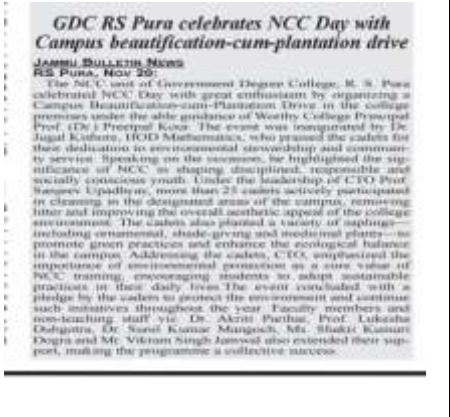 GDC RS Pura celebrates NCC Day with
Campus beautification-cum-plantation drive
JAMMU BULLETIN NEWS
RS PURA, NOV 20:
The NCC unit of Government Degree College, R. S. Pura
celebrated NCC Day with great enthusiasm by organizing a
Campus Beautification-cum-Plantation Drive in the college
premises under the able guidance of Worthy College Principal
Prof. (Dr.) Preetpal Kour. The event was inaugurated by Dr.
Jugal Kishore, HOD Mathematics, who praised the cadets for
their dedication to environmental stewardship and communi-
ty service. Speaking on the occasion, he highlighted the sig-
nificance of NCC in shaping disciplined, responsible and
socially conscious youth. Under the leadership of CTO Prof.
Sanjeev Upadhyay, more than 25 cadets actively participated
in cleaning in the designated areas of the campus, removing
litter and improving the overall aesthetic appeal of the college
environment. The cadets also planted a variety of saplings—
including ornamental, shade-giving and medicinal plants—to
promote green practices and enhance the ecological balance
in the campus. Addressing the cadets, CTO, emphasized the
importance of environmental protection as a core value of
NCC training, encouraging students to adopt sustainable
practices in their daily lives. The event concluded with a
pledge by the cadets to protect the environment and continue
such initiatives throughout the year. Faculty members and
non-teaching staff viz Dr. Akriti Parihar, Prof. Lukesha
Dr. Sunil Kumar Mangoch, Ms. Shakti Kumari
Dogra and Mr. Vikram Singh Jamwal also extended their sup-
port, making the programme a collective success.